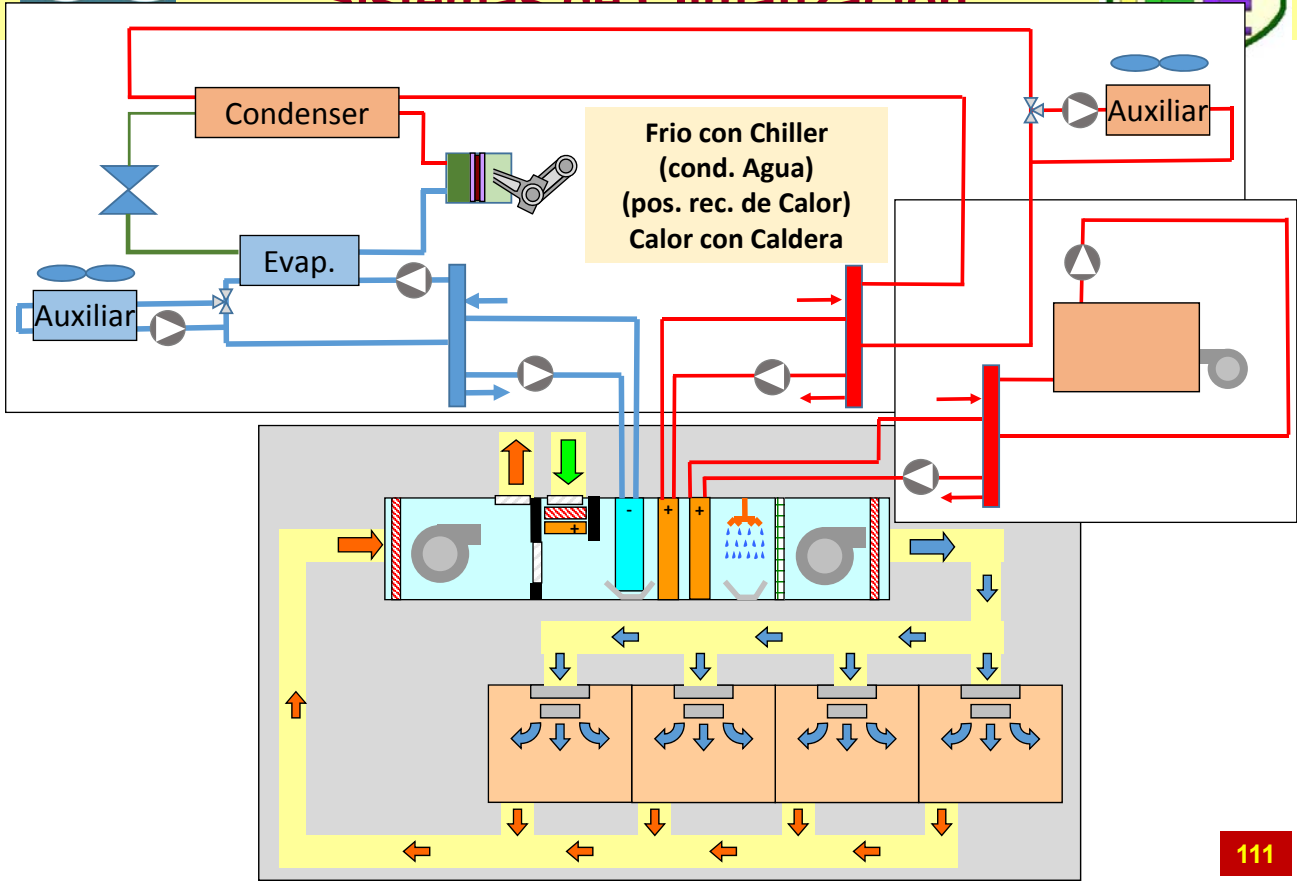 Condenser
Auxiliar
Frio con Chiller
(cond. Agua)
(pos. rec. de Calor)
Calor con Caldera
Evap.
Auxiliar
- + +
+
111